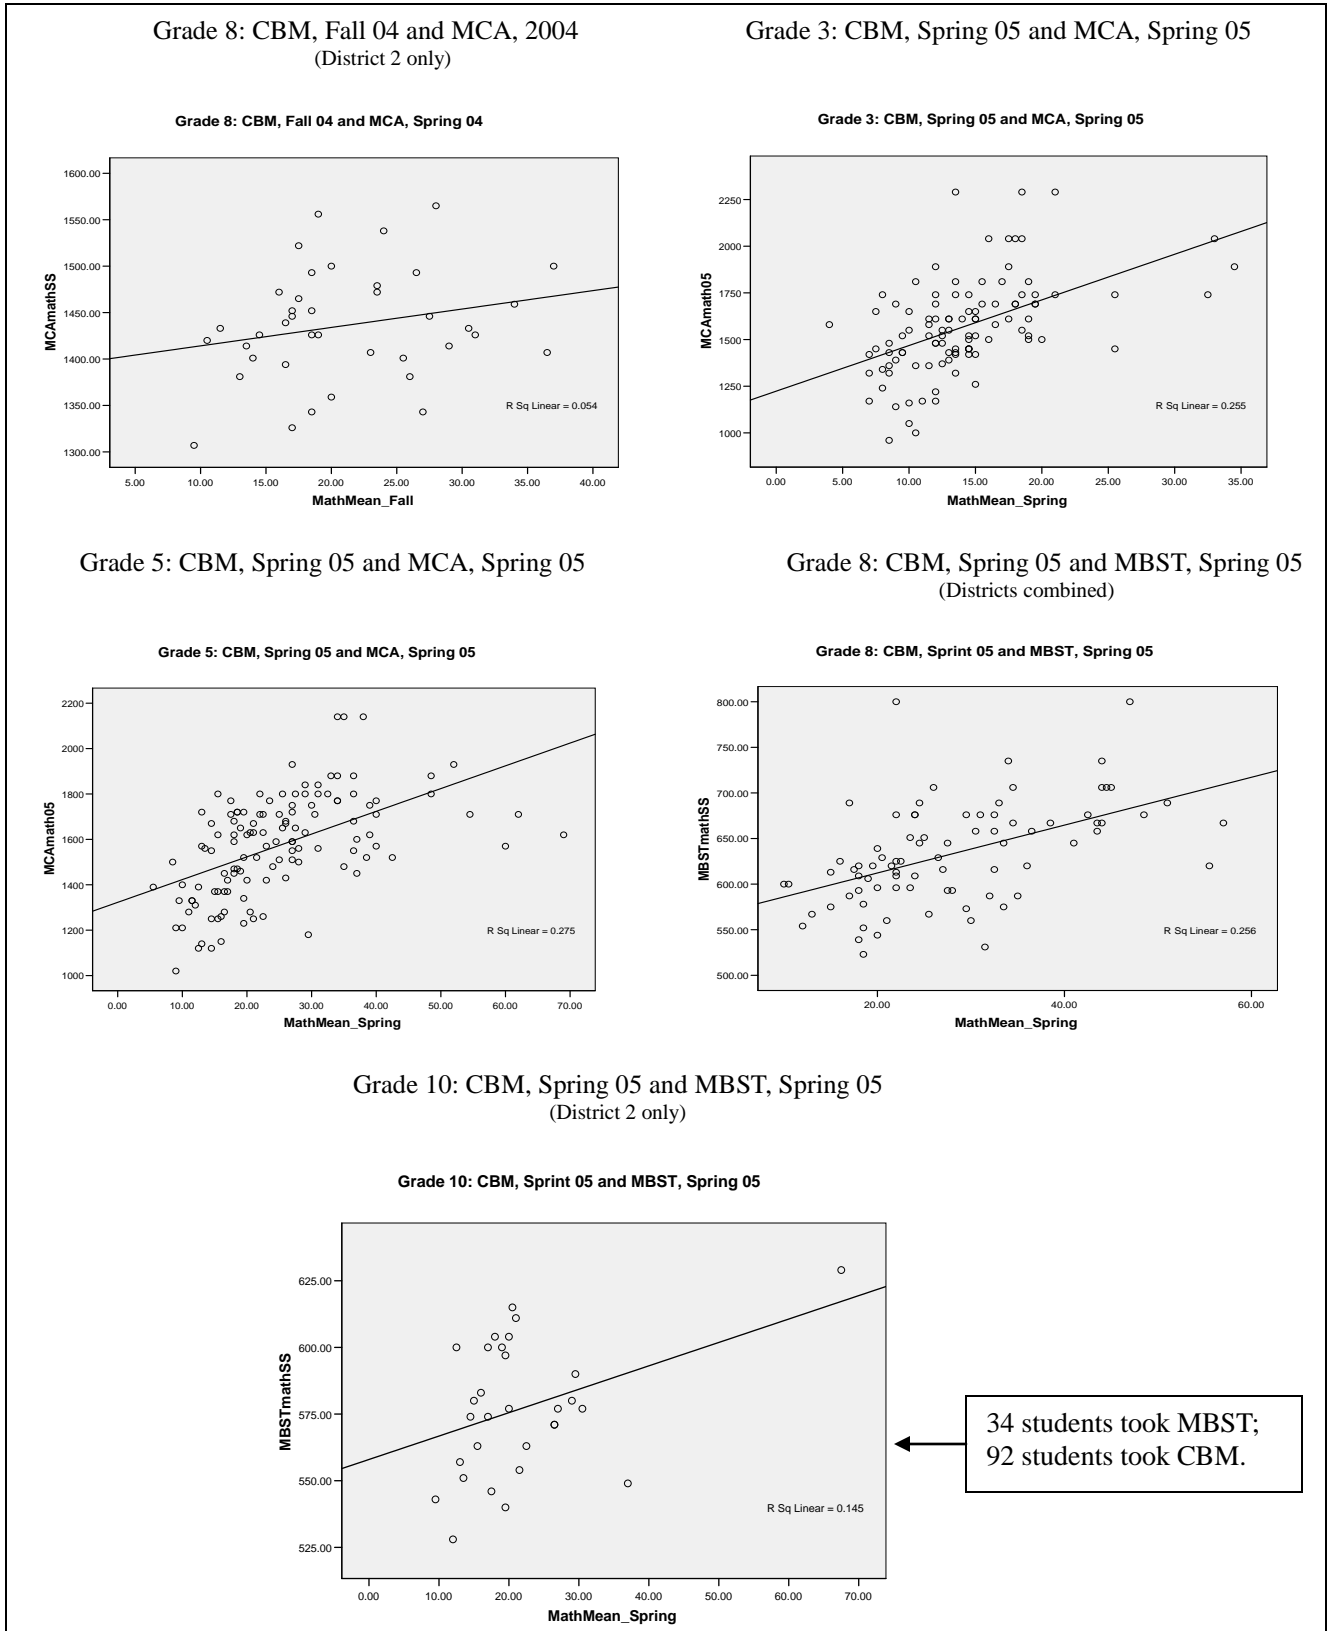 Grade 8: CBM, Fall 04 and MCA, 2004
(District 2 only)
Grade 8: CBM, Fall 04 and MCA, Spring 04
MCAmathSS
1600.00
1550.00
1500.00
1450.00
1400.00
1350.00
1300.00
R Sq Linear = 0.054
5.00 10.00 15.00 20.00 25.00 30.00 35.00 40.00
MathMean_Fall
Grade 3: CBM, Spring 05 and MCA, Spring 05
Grade 3: CBM, Spring 05 and MCA, Spring 05
MCAmath05
2250
2000
1750
1500
1250
1000
R Sq Linear = 0.255
0.00 5.00 10.00 15.00 20.00 25.00 30.00 35.00
MathMean_Spring
Grade 5: CBM, Spring 05 and MCA, Spring 05
Grade 5: CBM, Spring 05 and MCA, Spring 05
MCAmath05
2200
2000
1800
1600
1400
1200
1000
R Sq Linear = 0.275
0.00 10.00 20.00 30.00 40.00 50.00 60.00 70.00
MathMean_Spring
Grade 8: CBM, Spring 05 and MBST, Spring 05
(Districts combined)
Grade 8: CBM, Sprint 05 and MBST, Spring 05
MBSTmathSS
800.00
750.00
700.00
650.00
600.00
550.00
500.00
R Sq Linear = 0.256
20.00 40.00 60.00
MathMean_Spring
Grade 10: CBM, Spring 05 and MBST, Spring 05
(District 2 only)
Grade 10: CBM, Sprint 05 and MBST, Spring 05
MBSTmathSS
625.00
600.00
575.00
550.00
525.00
R Sq Linear = 0.145
0.00 10.00 20.00 30.00 40.00 50.00 60.00 70.00
MathMean_Spring
34 students took MBST;
92 students took CBM.